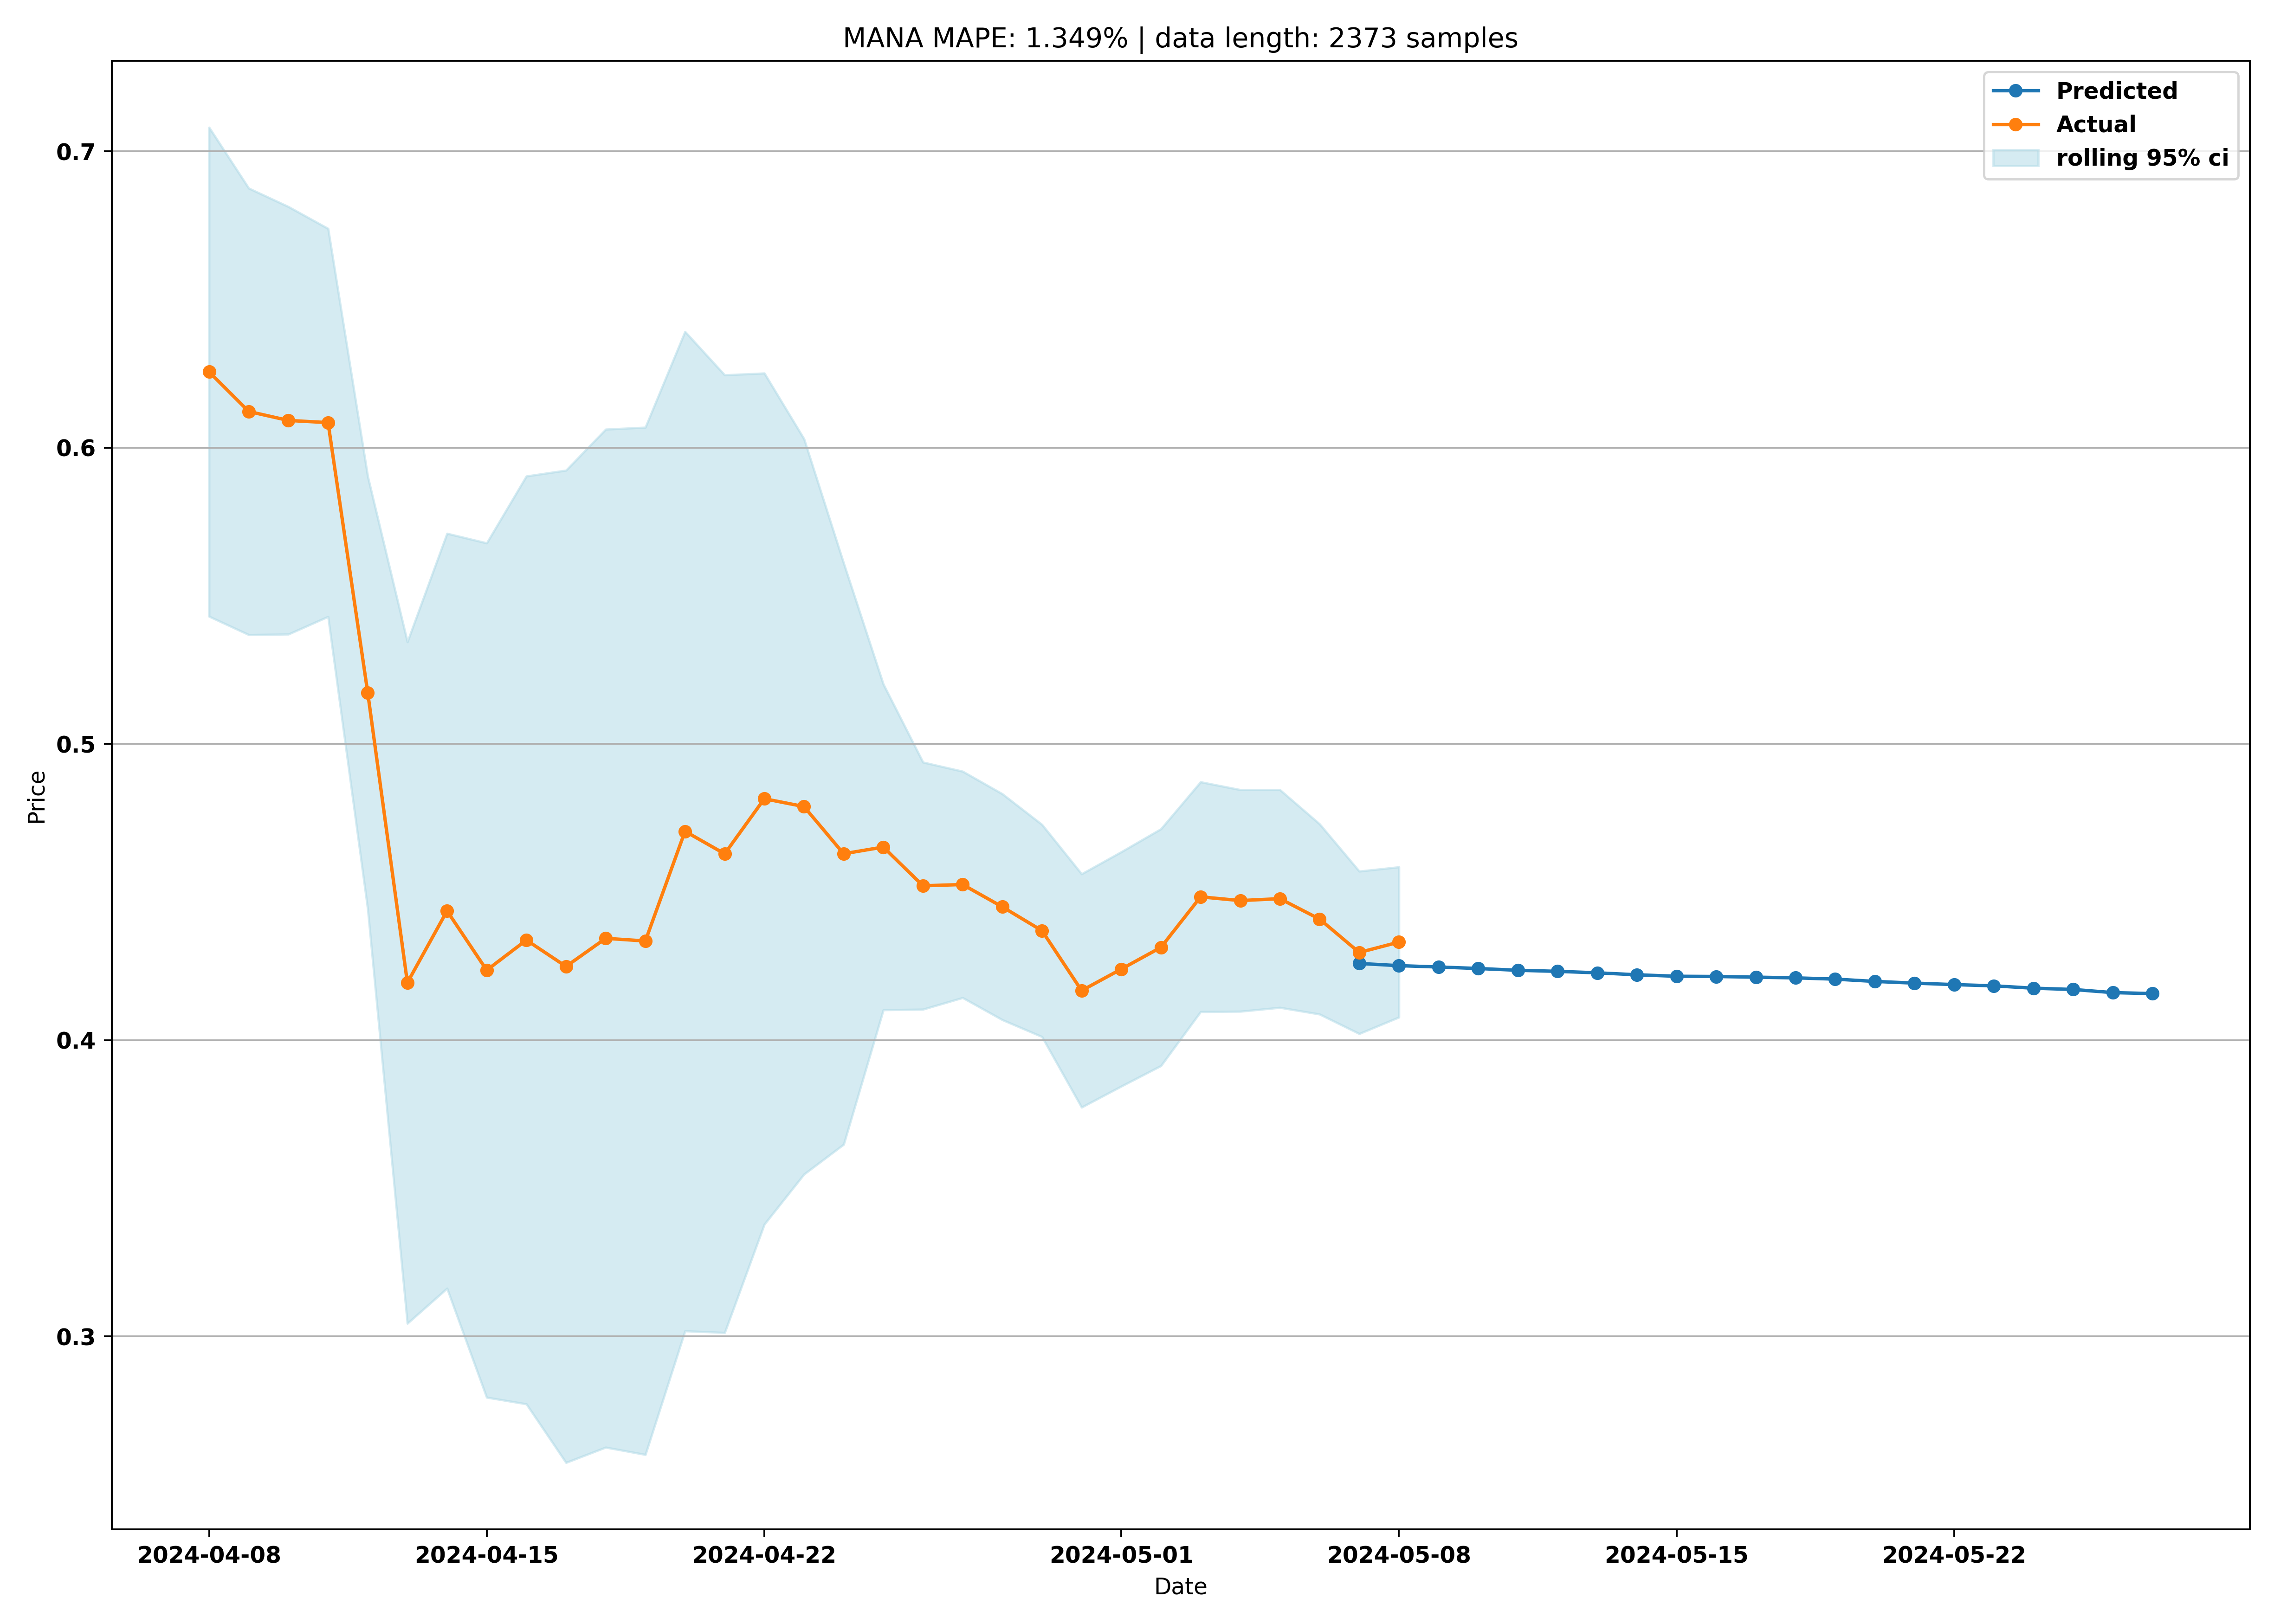 MANA MAPE: 1.349% | data length: 2373 samples
Predicted
Actual
rolling 95% ci
0.7
0.6
0.5
0.4
0.3
Price
2024-04-08 2024-04-15 2024-04-22 2024-05-01 2024-05-08 2024-05-15 2024-05-22
Date